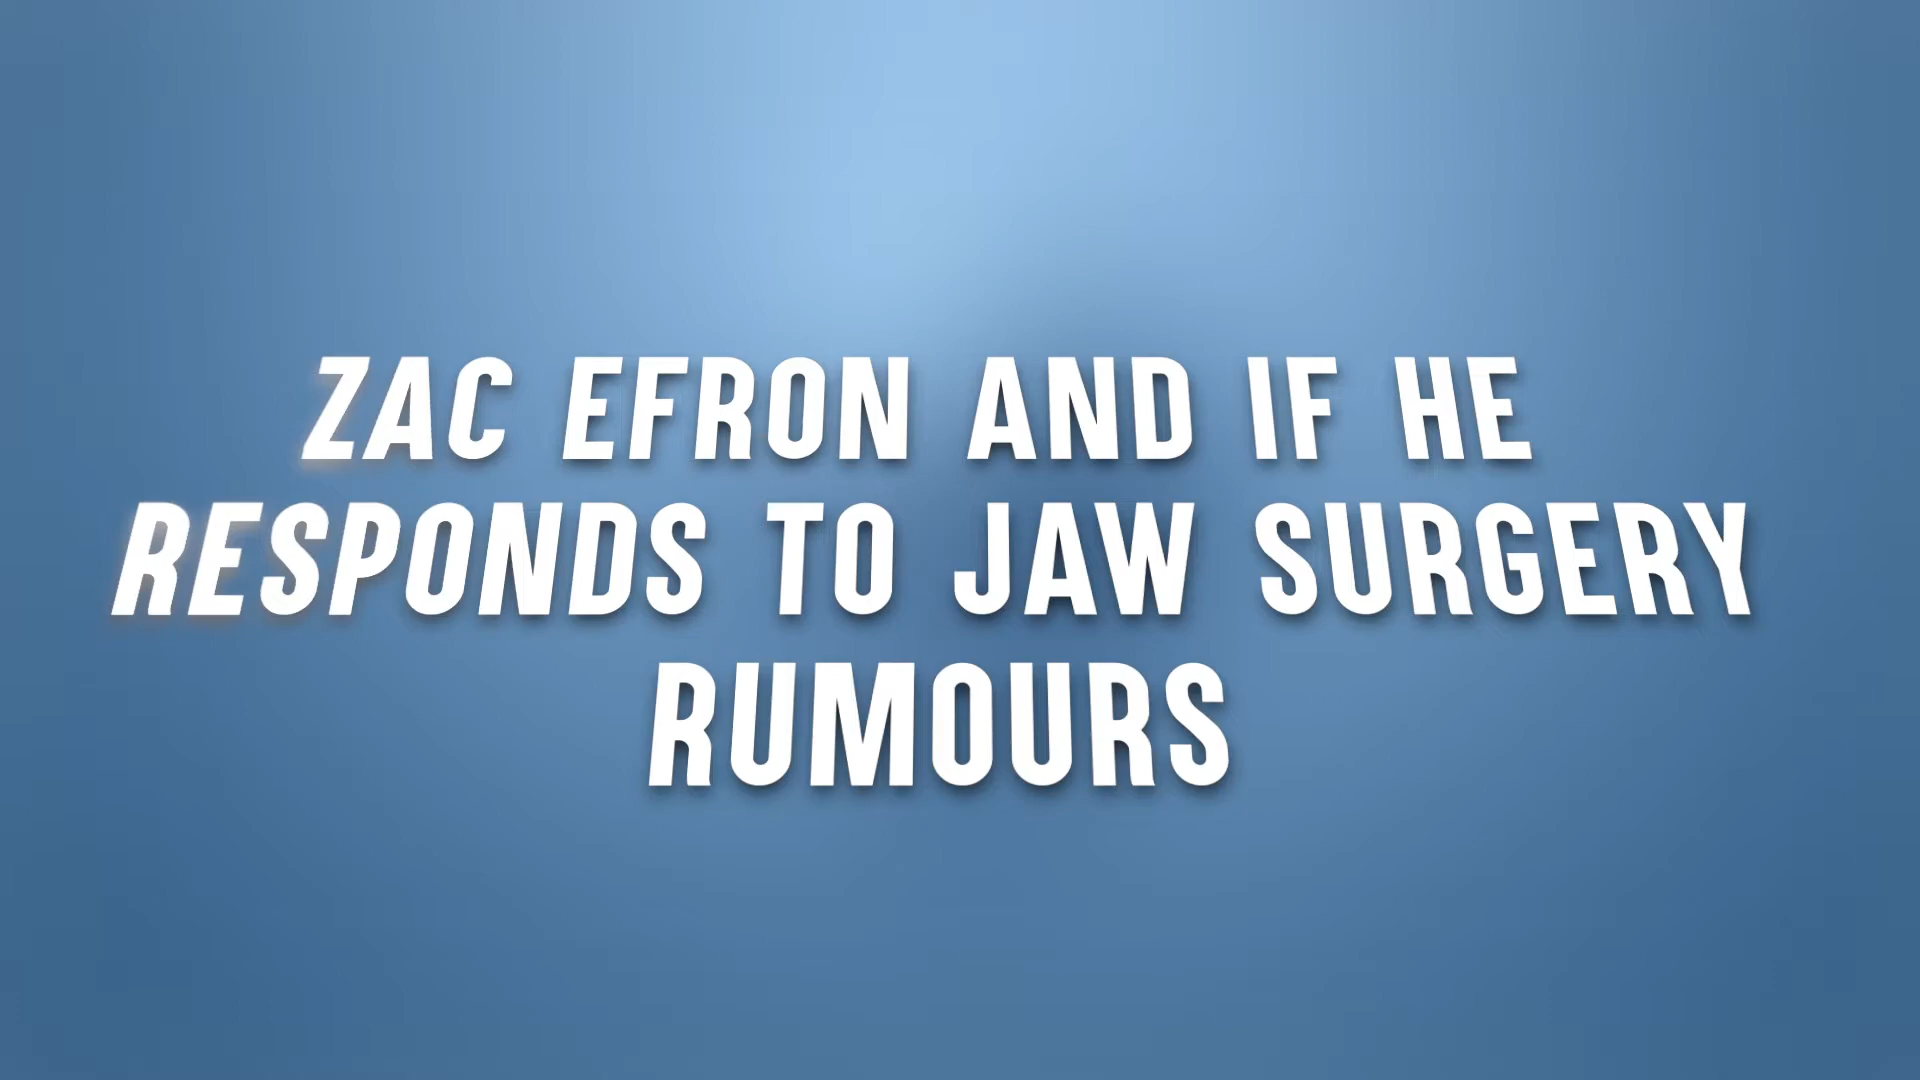 ZAC EFRON AND IF HE
RESPONDS TO JAW SURGERY
RUMOURS